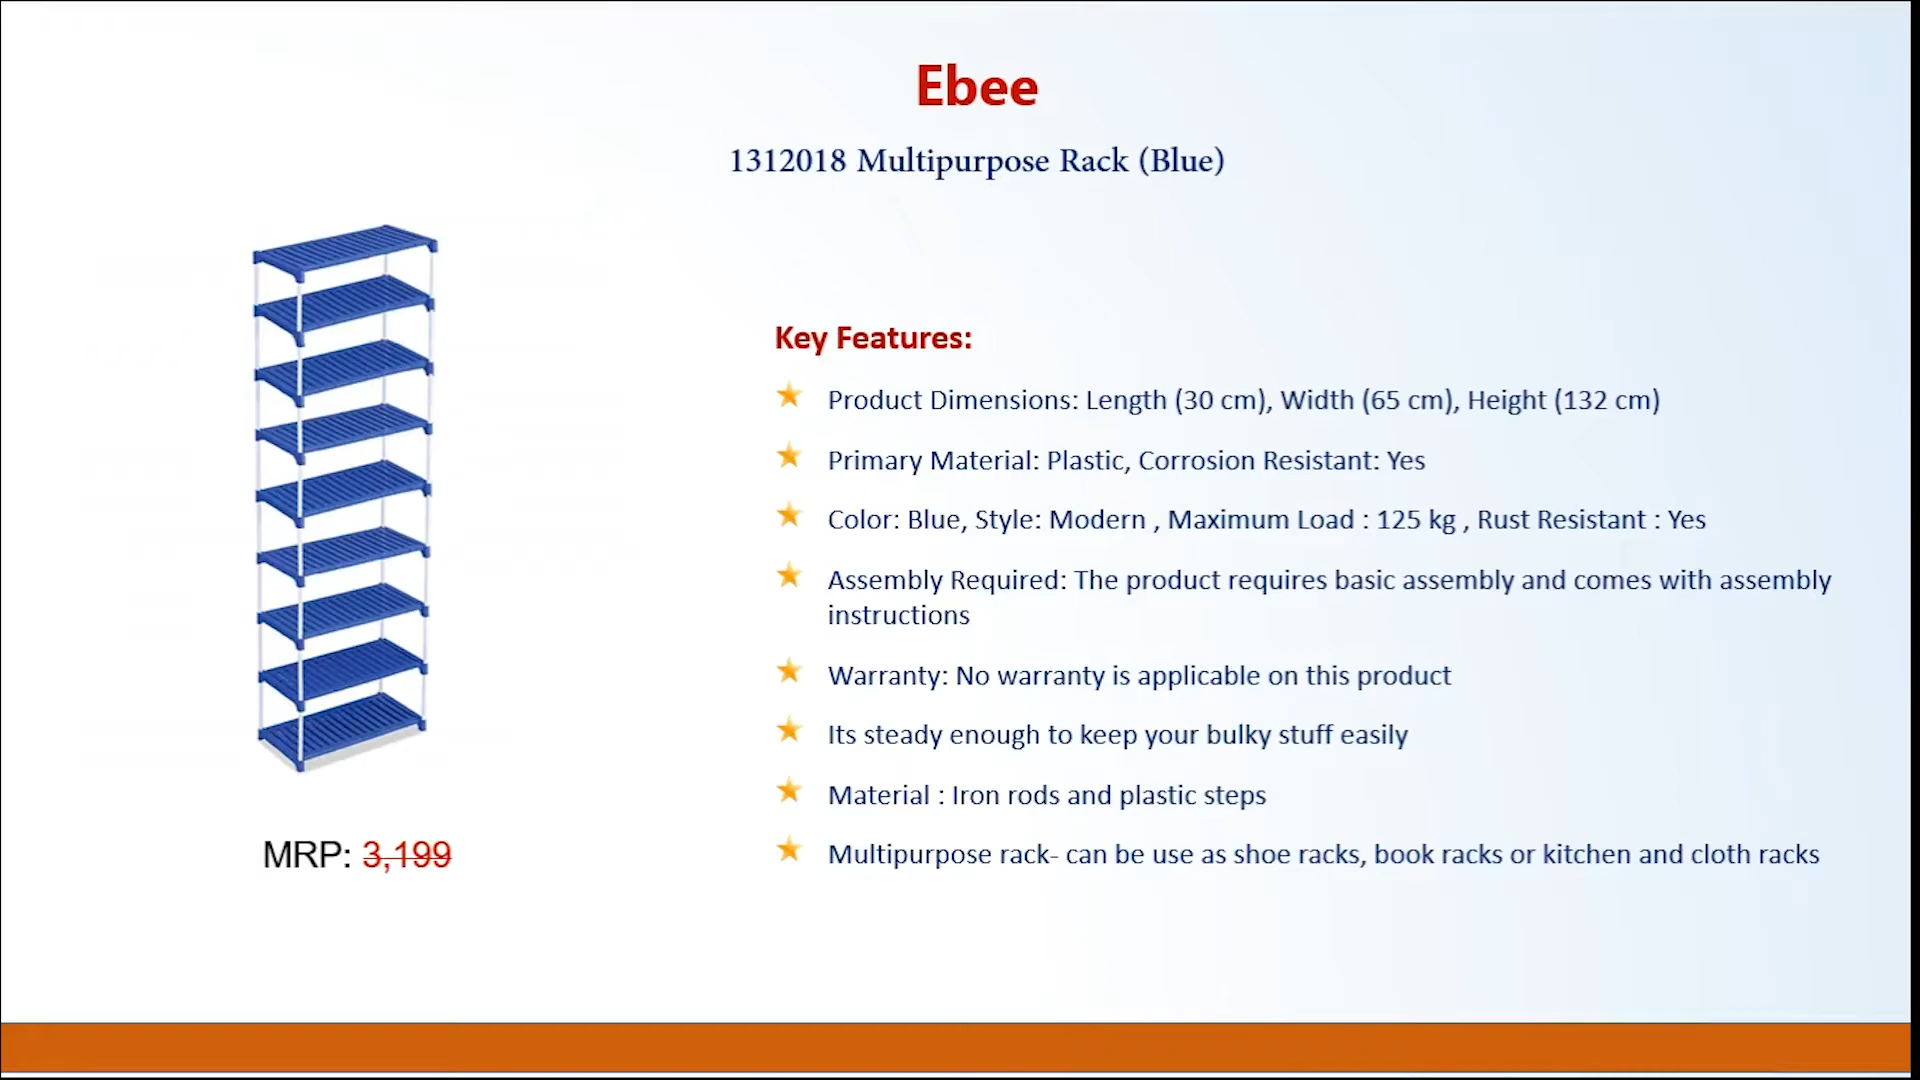 Ebee
1312018 Multipurpose Rack (Blue)
Key Features:
Product Dimensions: Length (30 cm), Width (65 cm), Height (132 cm)
Primary Material: Plastic, Corrosion Resistant: Yes
Color: Blue, Style: Modern , Maximum Load : 125 kg , Rust Resistant : Yes
Assembly Required: The product requires basic assembly and comes with assembly
instructions
Warranty: No warranty is applicable on this product
Its steady enough to keep your bulky stuff easily
Material : Iron rods and plastic steps
Multipurpose rack- can be use as shoe racks, book racks or kitchen and cloth racks
MRP: 3,199